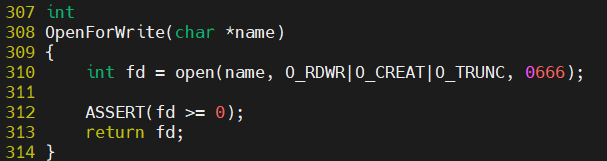 307 int
308 OpenForWrite(char *name)
309 {
310     int fd = open(name, O_RDWR|O_CREAT|O_TRUNC, 0666);
311
312     ASSERT(fd >= 0);
313     return fd;
314 }